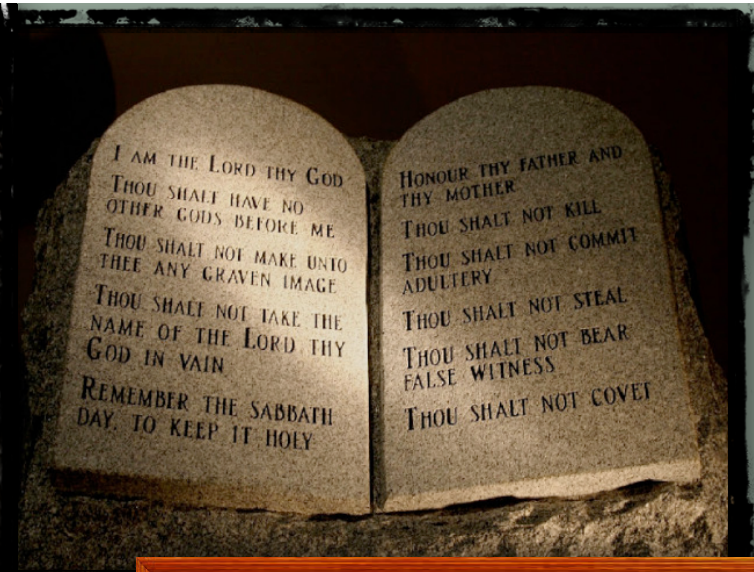 I am the Lord thy God
Thou shalt have no
other gods before me
Thou shalt not make unto
thee any graven image
Thou shalt not take the
name of the Lord thy
God in vain
Remember the Sabbath
day, to keep it holy
Honour thy father and
thy mother
Thou shalt not kill
Thou shalt not commit
adultery
Thou shalt not steal
Thou shalt not bear
false witness
Thou shalt not covet